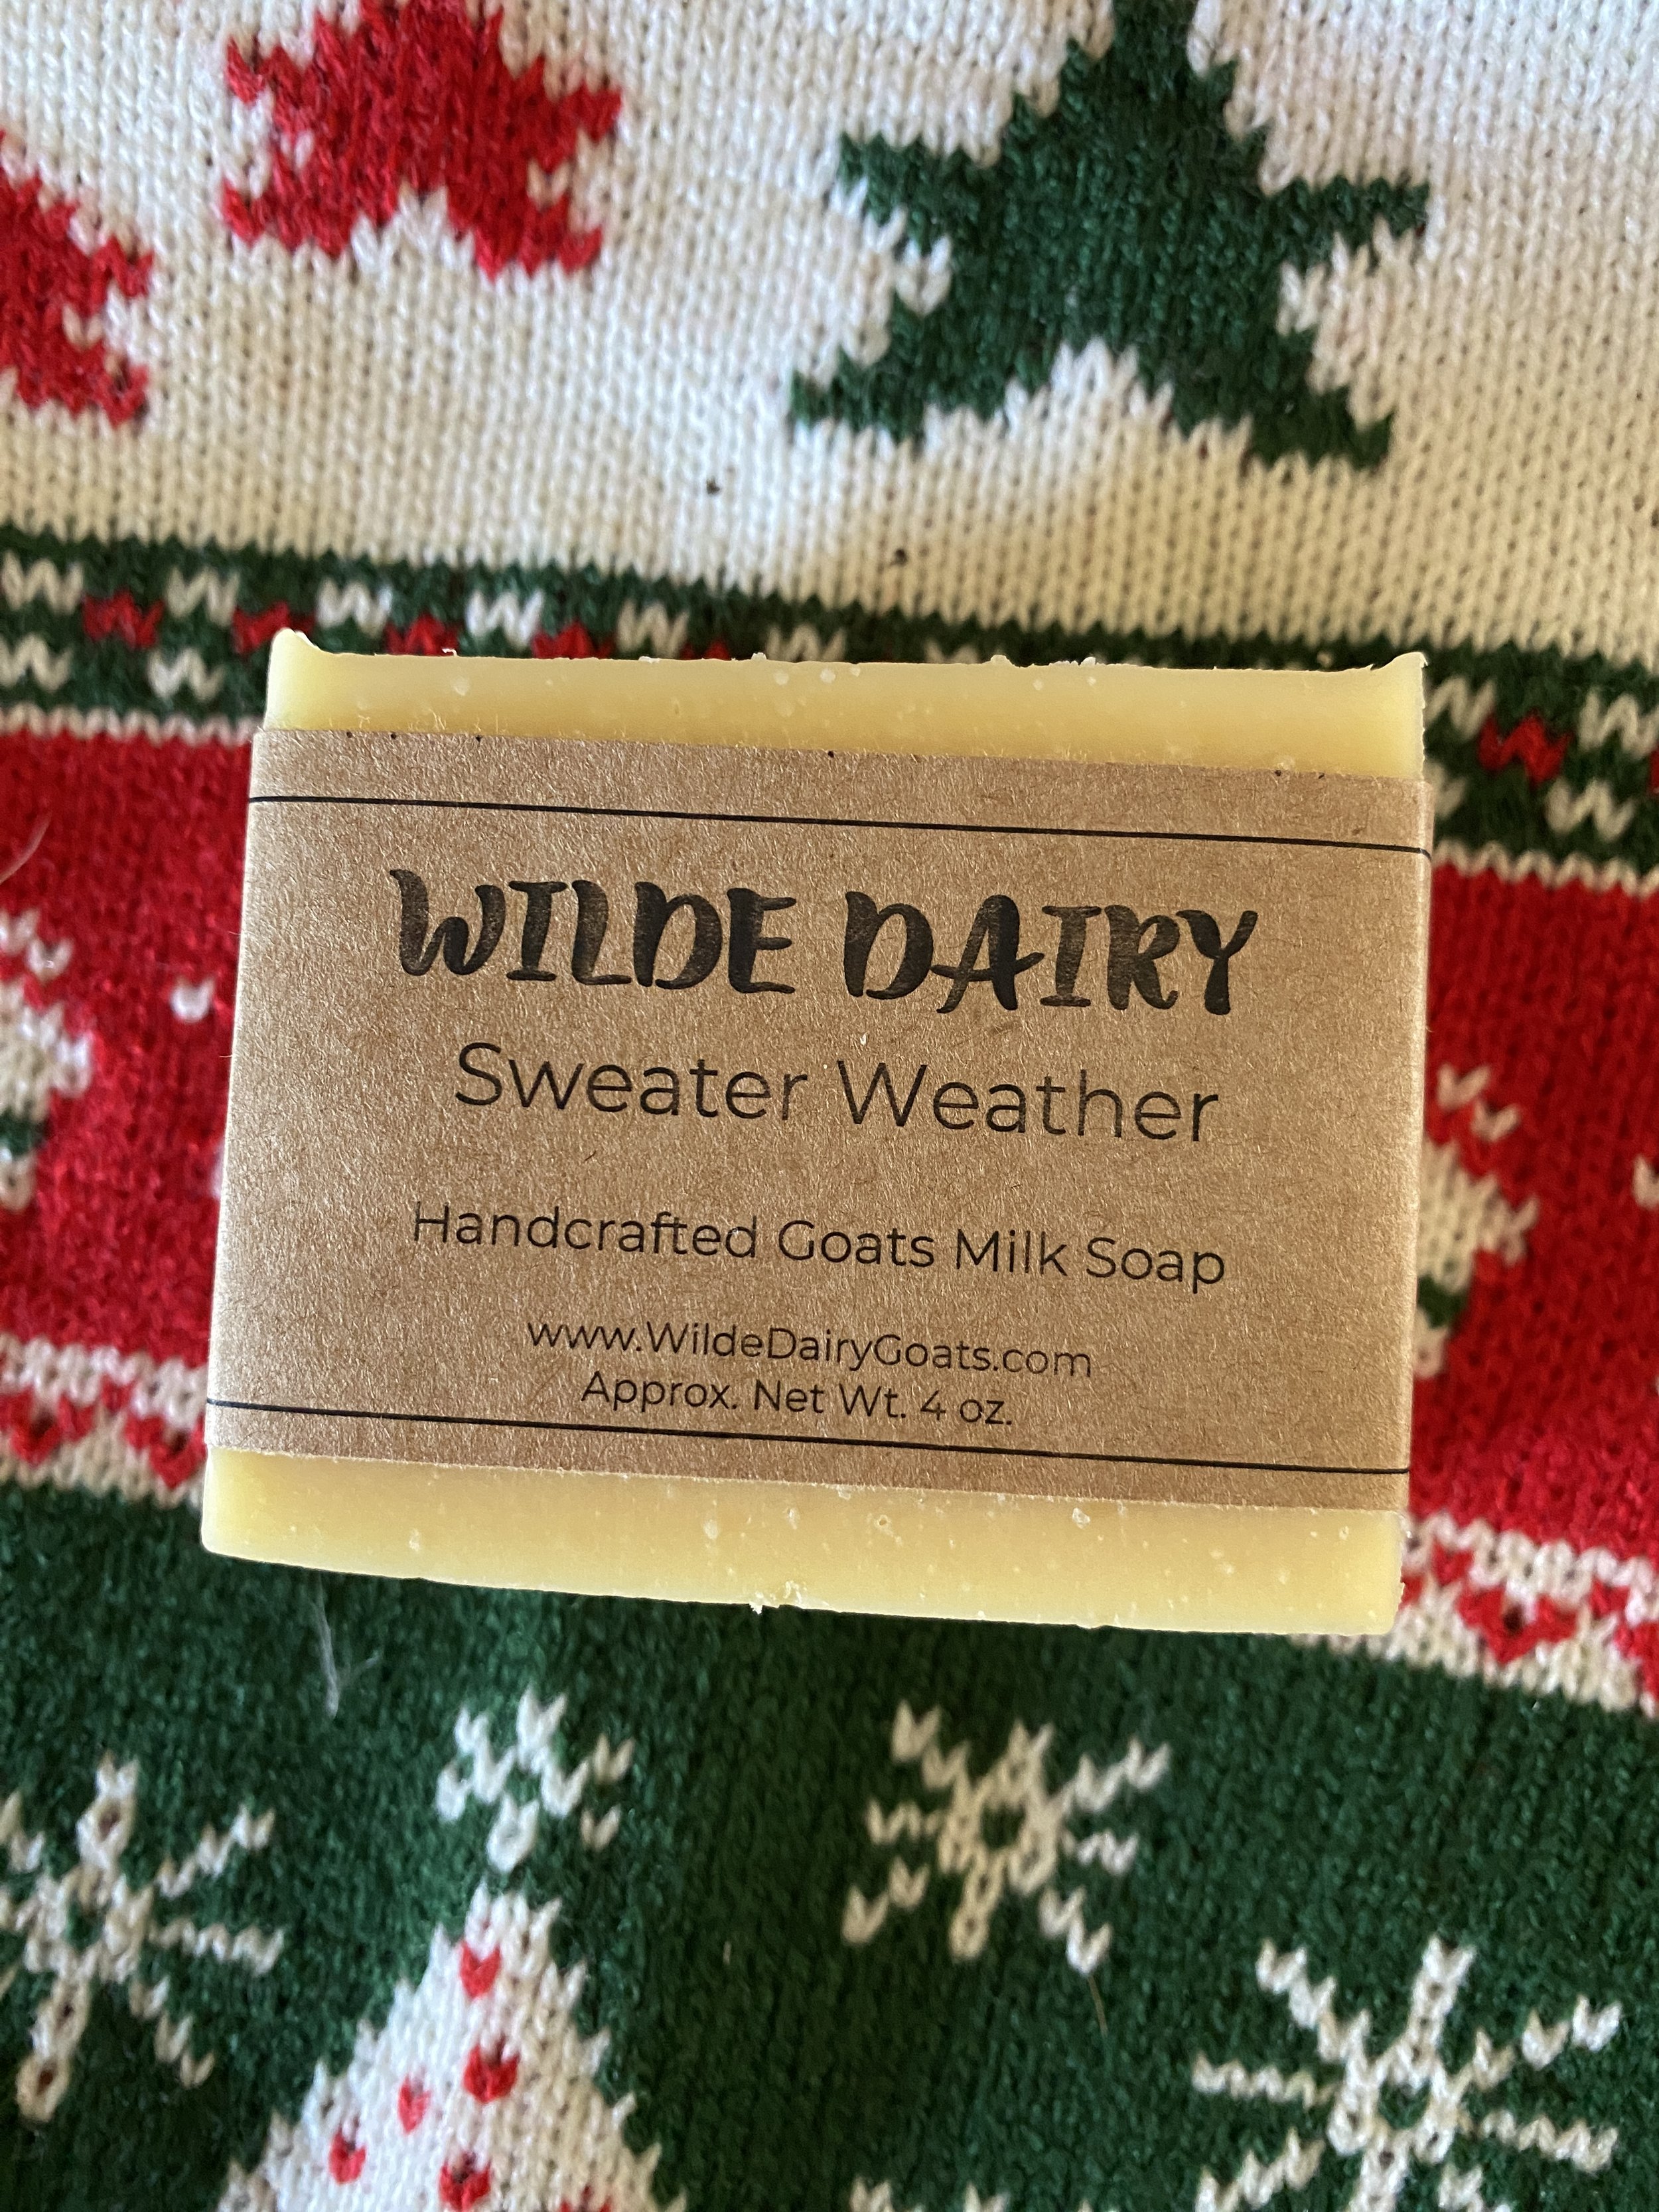 WILDE DAIRY
Sweater Weather
Handcrafted Goats Milk Soap
www.WildeDairyGoats.com
Approx. Net Wt. 4 oz.